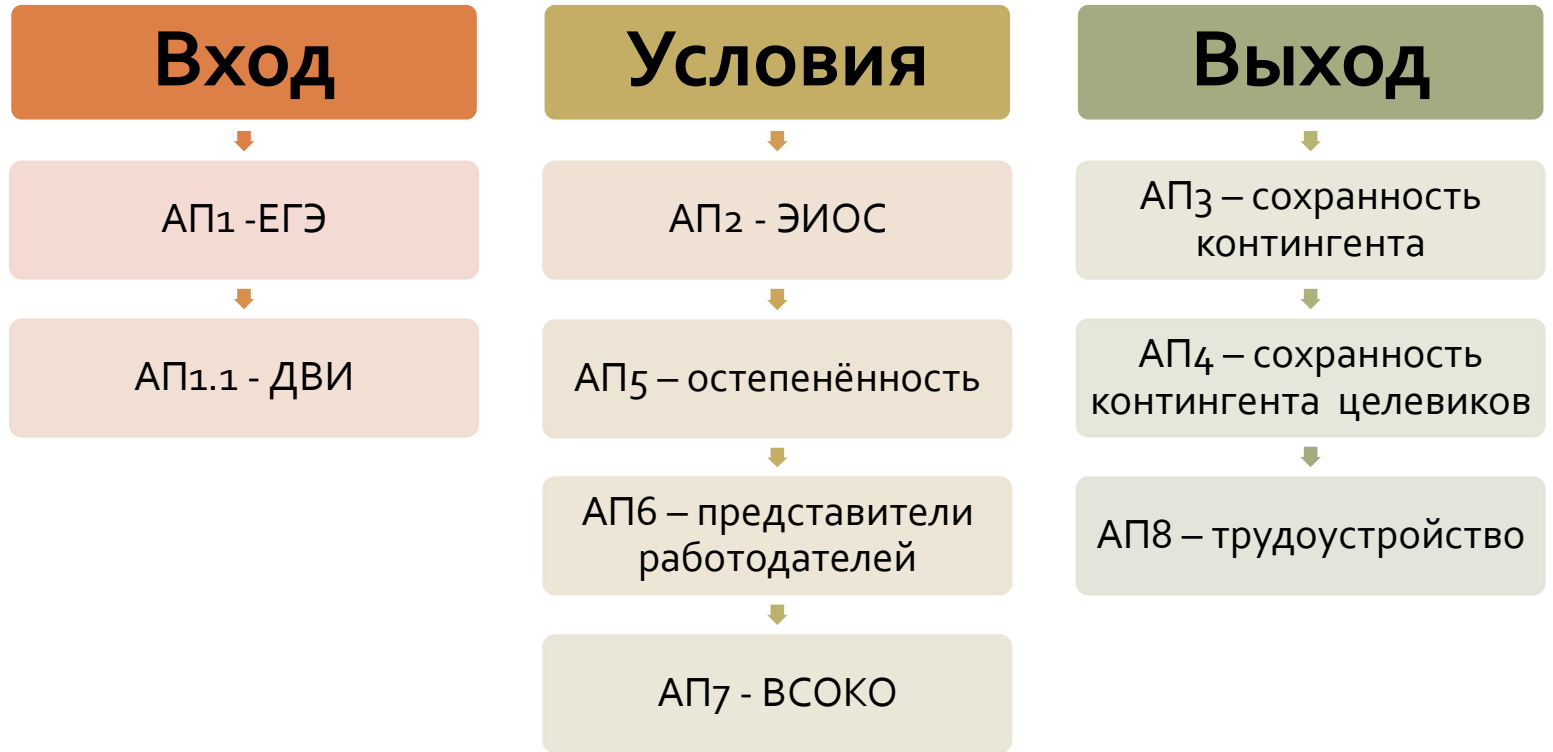 Вход
АП1 -ЕГЭ
АП1.1 - ДВИ
Условия
АП2 - ЭИОС
АП5 – остепенённость
АП6 – представители
работодателей
АП7 - ВСОКО
Выход
АП3 – сохранность
контингента
АП4 – сохранность
контингента целевиков
АП8 – трудоустройство